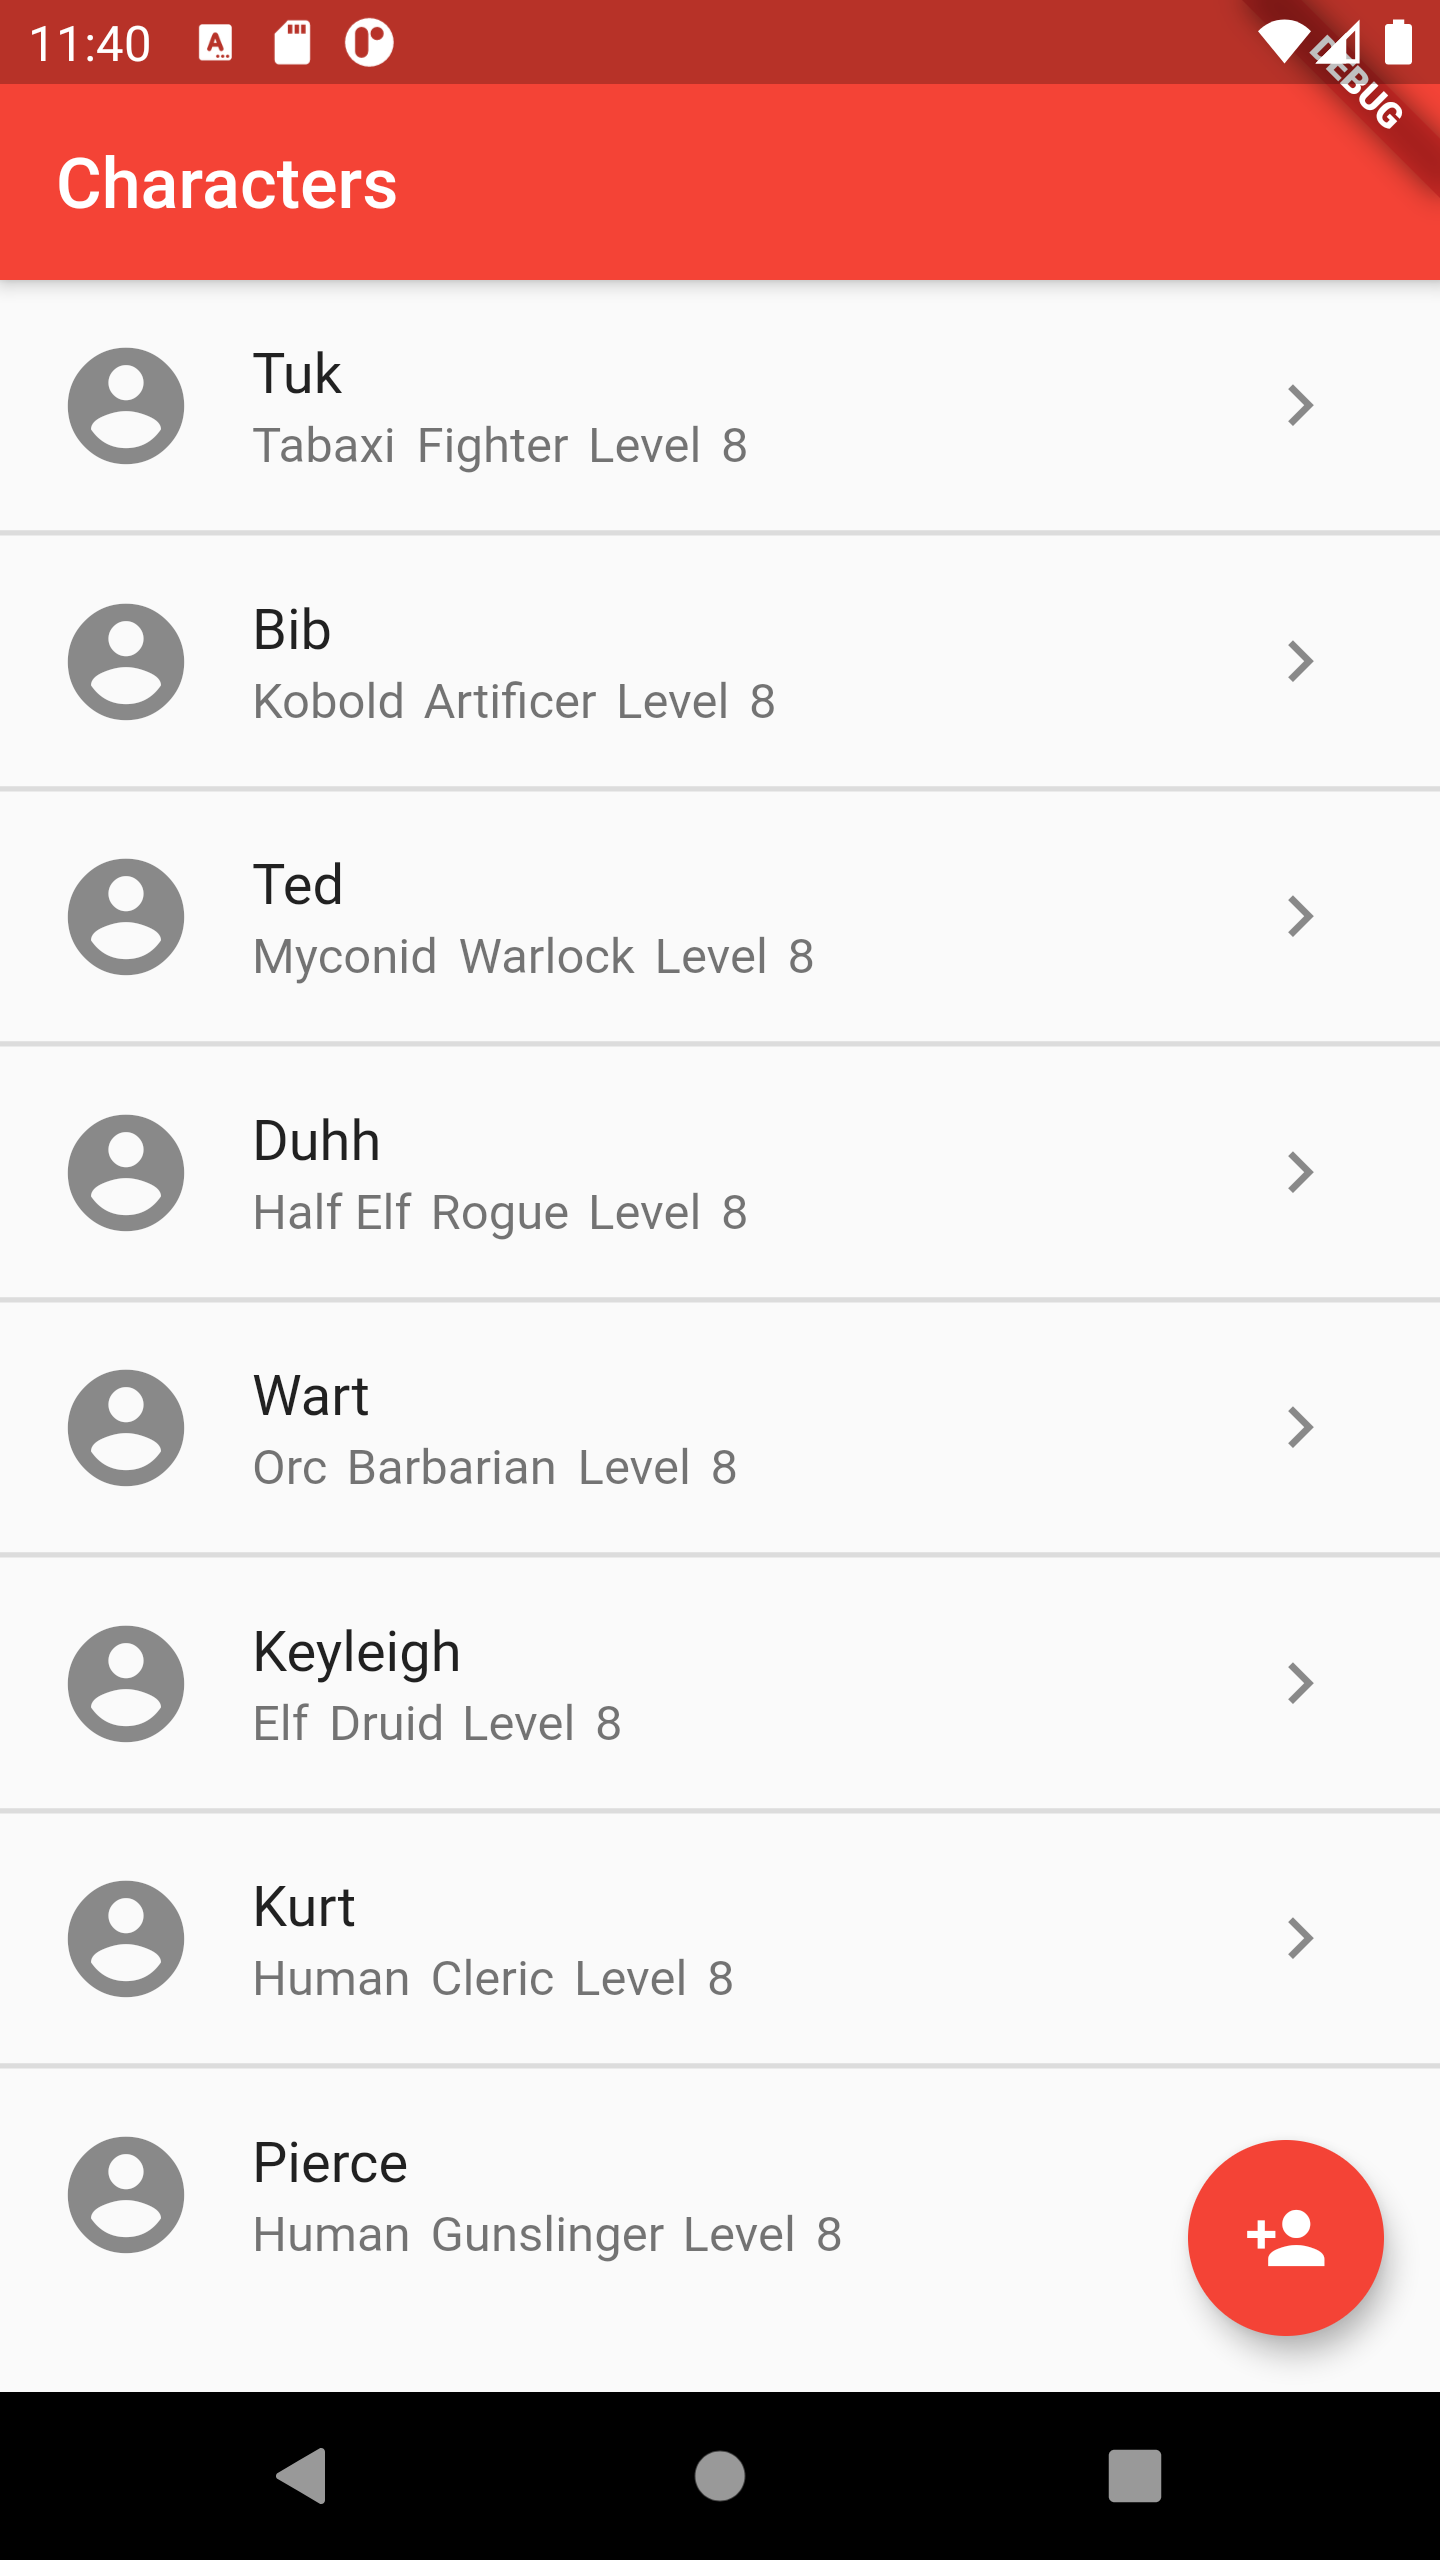 11:40
DEBUG
Characters
Tuk
Tabaxi Fighter Level 8
Bib
Kobold Artificer Level 8
Ted
Myconid Warlock Level 8
Duhh
Half Elf Rogue Level 8
Wart
Orc Barbarian Level 8
Keyleigh
Elf Druid Level 8
Kurt
Human Cleric Level 8
Pierce
Human Gunslinger Level 8